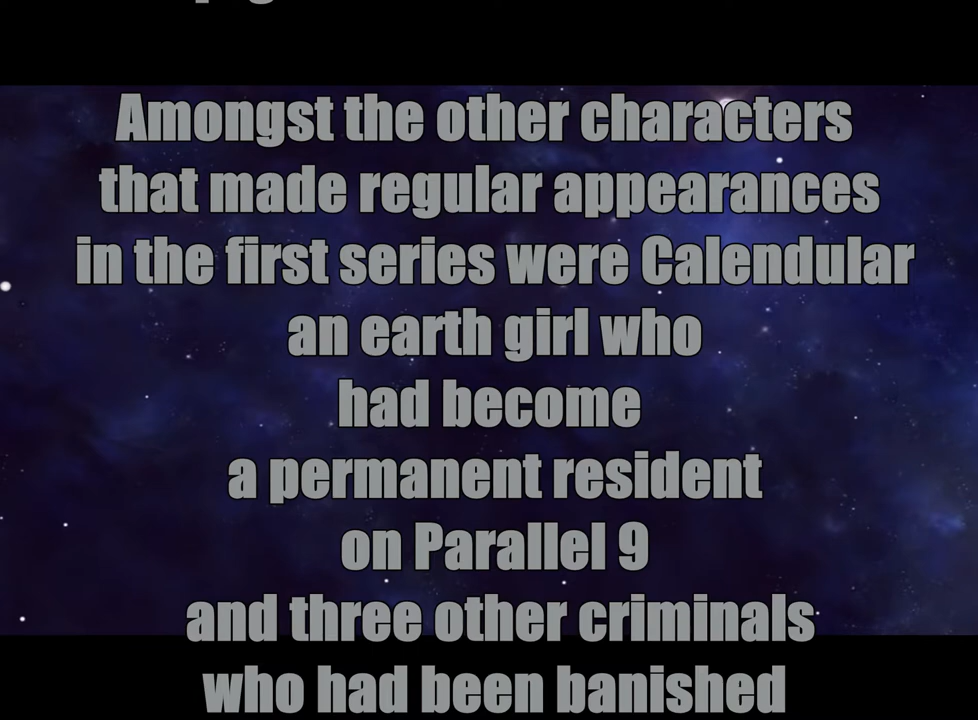 Amongst the other characters
that made regular appearances
in the first series were Calendular
an earth girl who
had become
a permanent resident
on Parallel 9
and three other criminals
who had been banished